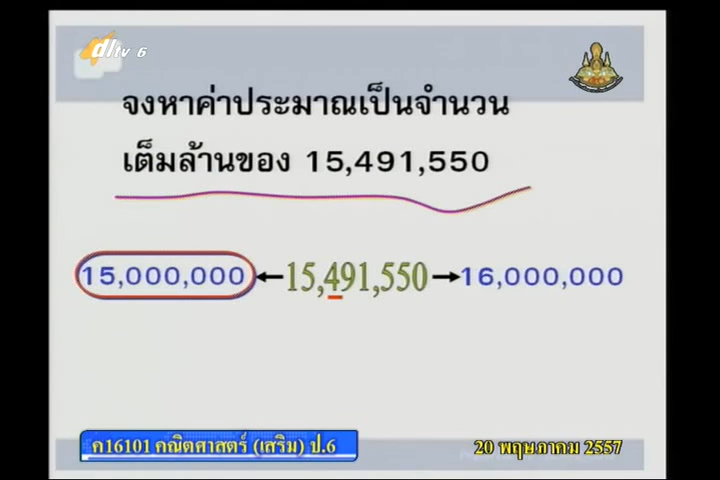 dltv 6
จงหาค่าประมาณเป็นจำนวน
เต็มล้านของ 15,491,550
15,000,000 ← 15,491,550 → 16,000,000
ค16101 คณิตศาสตร์ (เสริม) ป.6
20 พฤษภาคม 2557